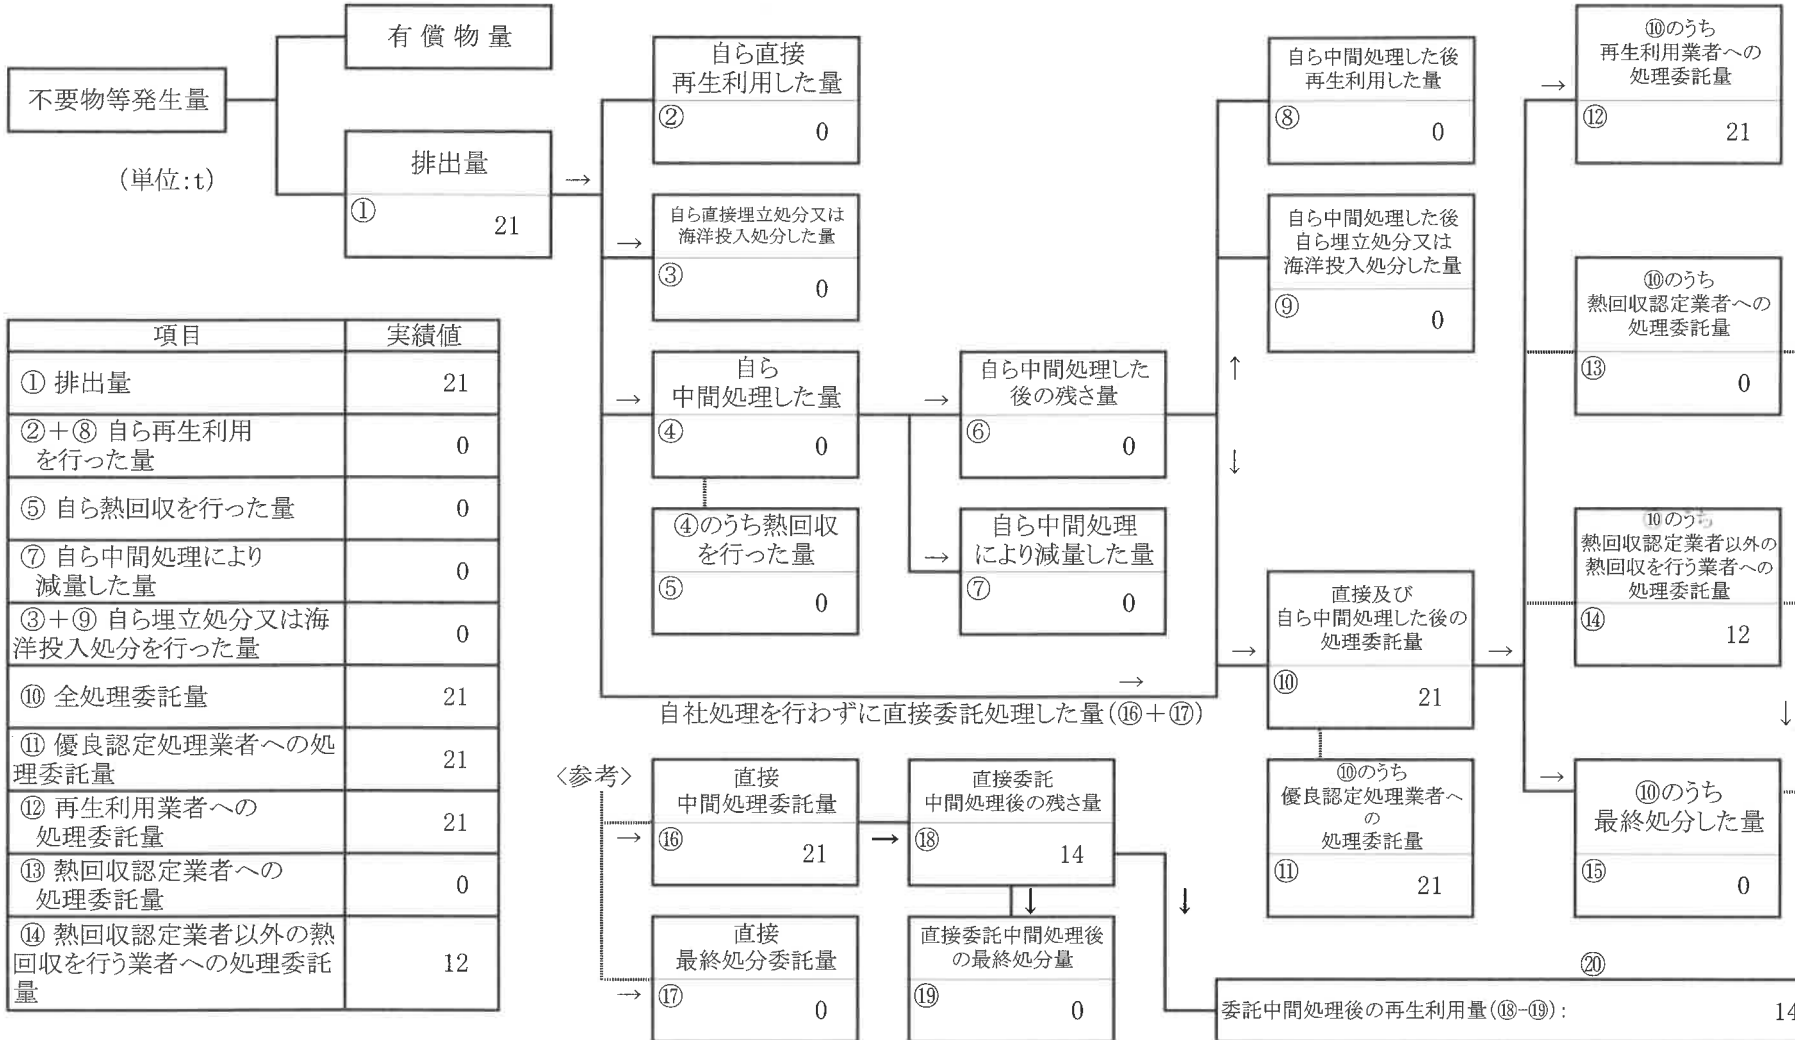 不要物等発生量
(単位:t)
有償物量
排出量
①
21
→
自ら直接
再生利用した量
②
0
→
自ら直接埋立処分又は
海洋投入処分した量
③
0
→
自ら
中間処理した量
④
0
④のうち熱回収
を行った量
⑤
0
→
自ら中間処理した
後の残さ量
⑥
0
→
自ら中間処理
により減量した量
⑦
0
自ら中間処理した後
再生利用した量
⑧
0
自ら中間処理した後
自ら埋立処分又は
海洋投入処分した量
⑨
0
↑
↓
→
自社処理を行わずに直接委託処理した量(⑯+⑰)
→
直接及び
自ら中間処理した後の
処理委託量
⑩
21
→
⑩のうち
優良認定処理業者へ
の
処理委託量
⑪
21
→
⑩のうち
再生利用業者への
処理委託量
⑫
21
⑩のうち
熱回収認定業者への
処理委託量
⑬
0
⑩のうち
熱回収認定業者以外の
熱回収を行う業者への
処理委託量
⑭
12
↓
→
⑩のうち
最終処分した量
⑮
0
項目 実績値
① 排出量 21
②+⑧ 自ら再生利用
を行った量 0
⑤ 自ら熱回収を行った量 0
⑦ 自ら中間処理により
減量した量 0
③+⑨ 自ら埋立処分又は海
洋投入処分を行った量 0
⑩ 全処理委託量 21
⑪ 優良認定処理業者への処
理委託量 21
⑫ 再生利用業者への
処理委託量 21
⑬ 熱回収認定業者への
処理委託量 0
⑭ 熱回収認定業者以外の熱
回収を行う業者への処理委託
量 12
<参考>
→
直接
中間処理委託量
⑯
21
→
直接委託
中間処理後の残さ量
⑱
14
→
直接
最終処分委託量
⑰
0
↓
直接委託中間処理後
の最終処分量
⑲
0
↓
⑳
委託中間処理後の再生利用量(⑱-⑲): 14